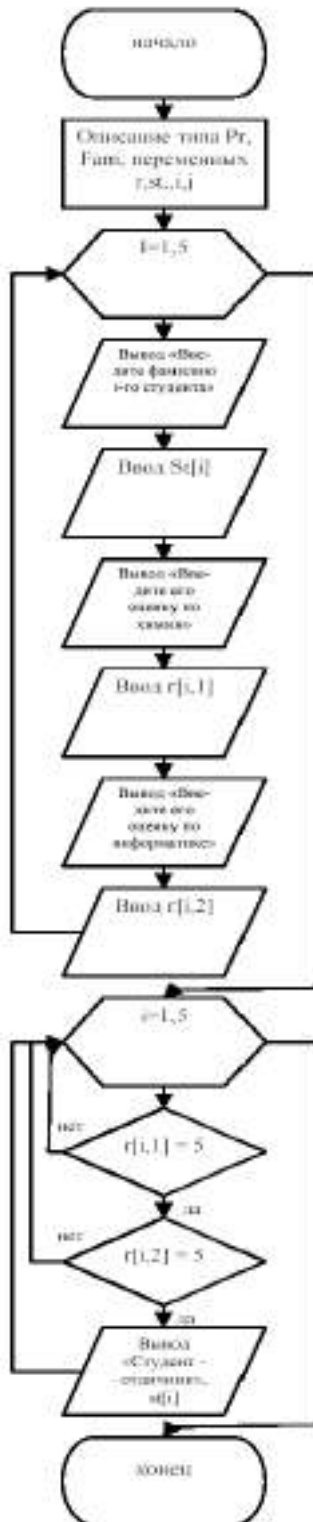 начало
Описание типа Pr,
Fam, переменных
r,st,,i,j
I=1,5
Вывод «Вве-
дите фамилию
i-го студента»
Ввод St[i]
Вывод «Вве-
дите его
оценку по
химии»
Ввод r[i,1]
Вывод «Вве-
дите его
оценку по
информатике»
Ввод r[i,2]
i=1,5
нет
r[i,1] = 5
да
нет
r[i,2] = 5
да
Вывод
«Студент -
отличник»,
st[i]
конец